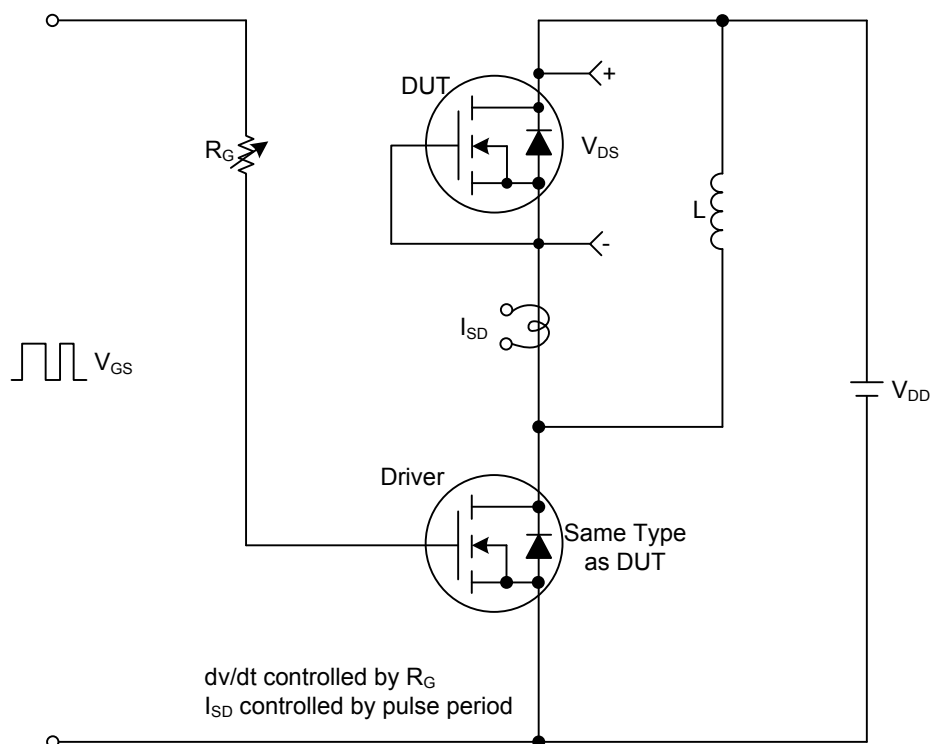 DUT
+
R_G
V_DS
L
-
I_SD
V_GS
V_DD
Driver
Same Type
as DUT
dv/dt controlled by R_G
I_SD controlled by pulse period